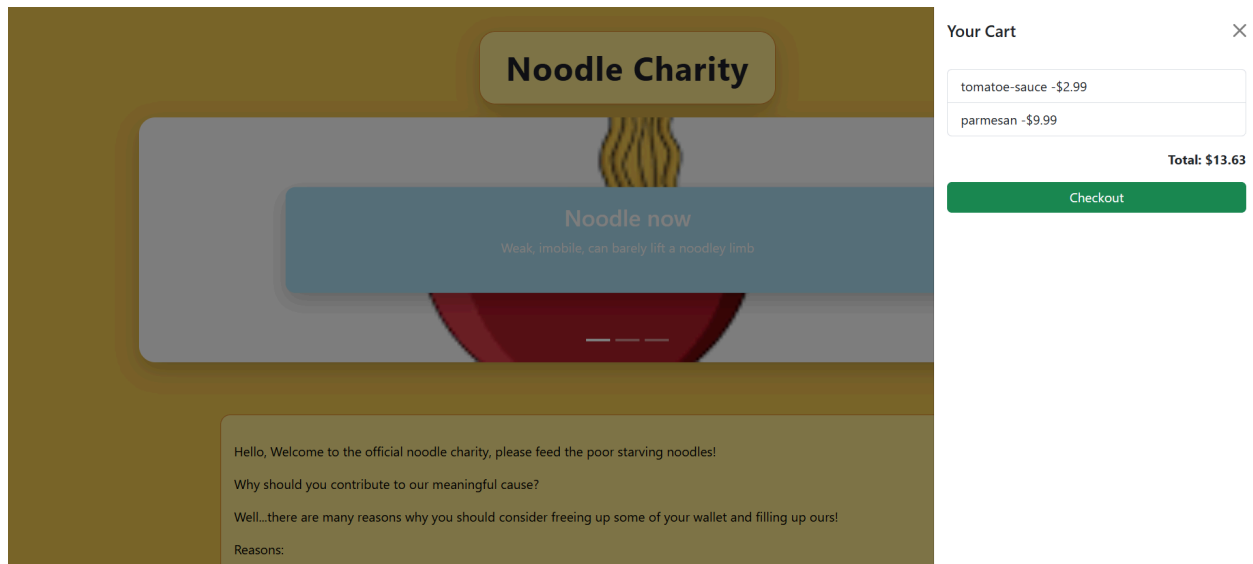 Noodle Charity
Noodle now
Weak, imobile, can barely lift a noodley limb
Hello, Welcome to the official noodle charity, please feed the poor starving noodles!
Why should you contribute to our meaningful cause?
Well...there are many reasons why you should consider freeing up some of your wallet and filling up ours!
Reasons:
Your Cart
tomatoe-sauce -$2.99
parmesan -$9.99
Total: $13.63
Checkout